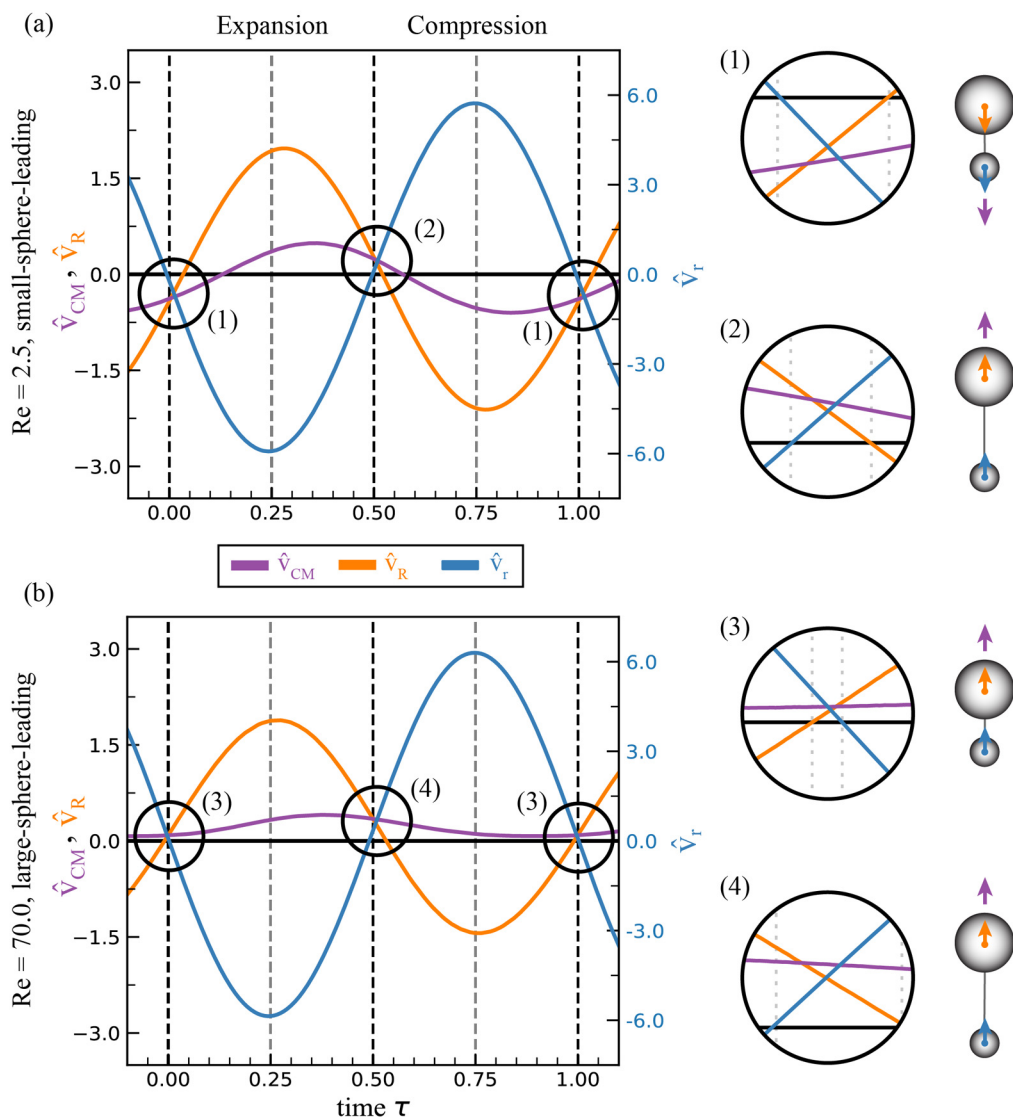 (a)
Expansion
Compression
Re = 2.5, small-sphere-leading
v̂CM, v̂R
3.0
1.5
0.0
−1.5
−3.0
6.0
3.0
0.0
-3.0
-6.0
v̂r
(1)
(2)
(1)
0.00
0.25
0.50
0.75
1.00
(1)
(2)
v̂CM
v̂R
v̂r
(b)
Re = 70.0, large-sphere-leading
v̂CM, v̂R
3.0
1.5
0.0
−1.5
−3.0
6.0
3.0
0.0
-3.0
-6.0
v̂r
(3)
(4)
(3)
0.00
0.25
0.50
0.75
1.00
time τ
(3)
(4)